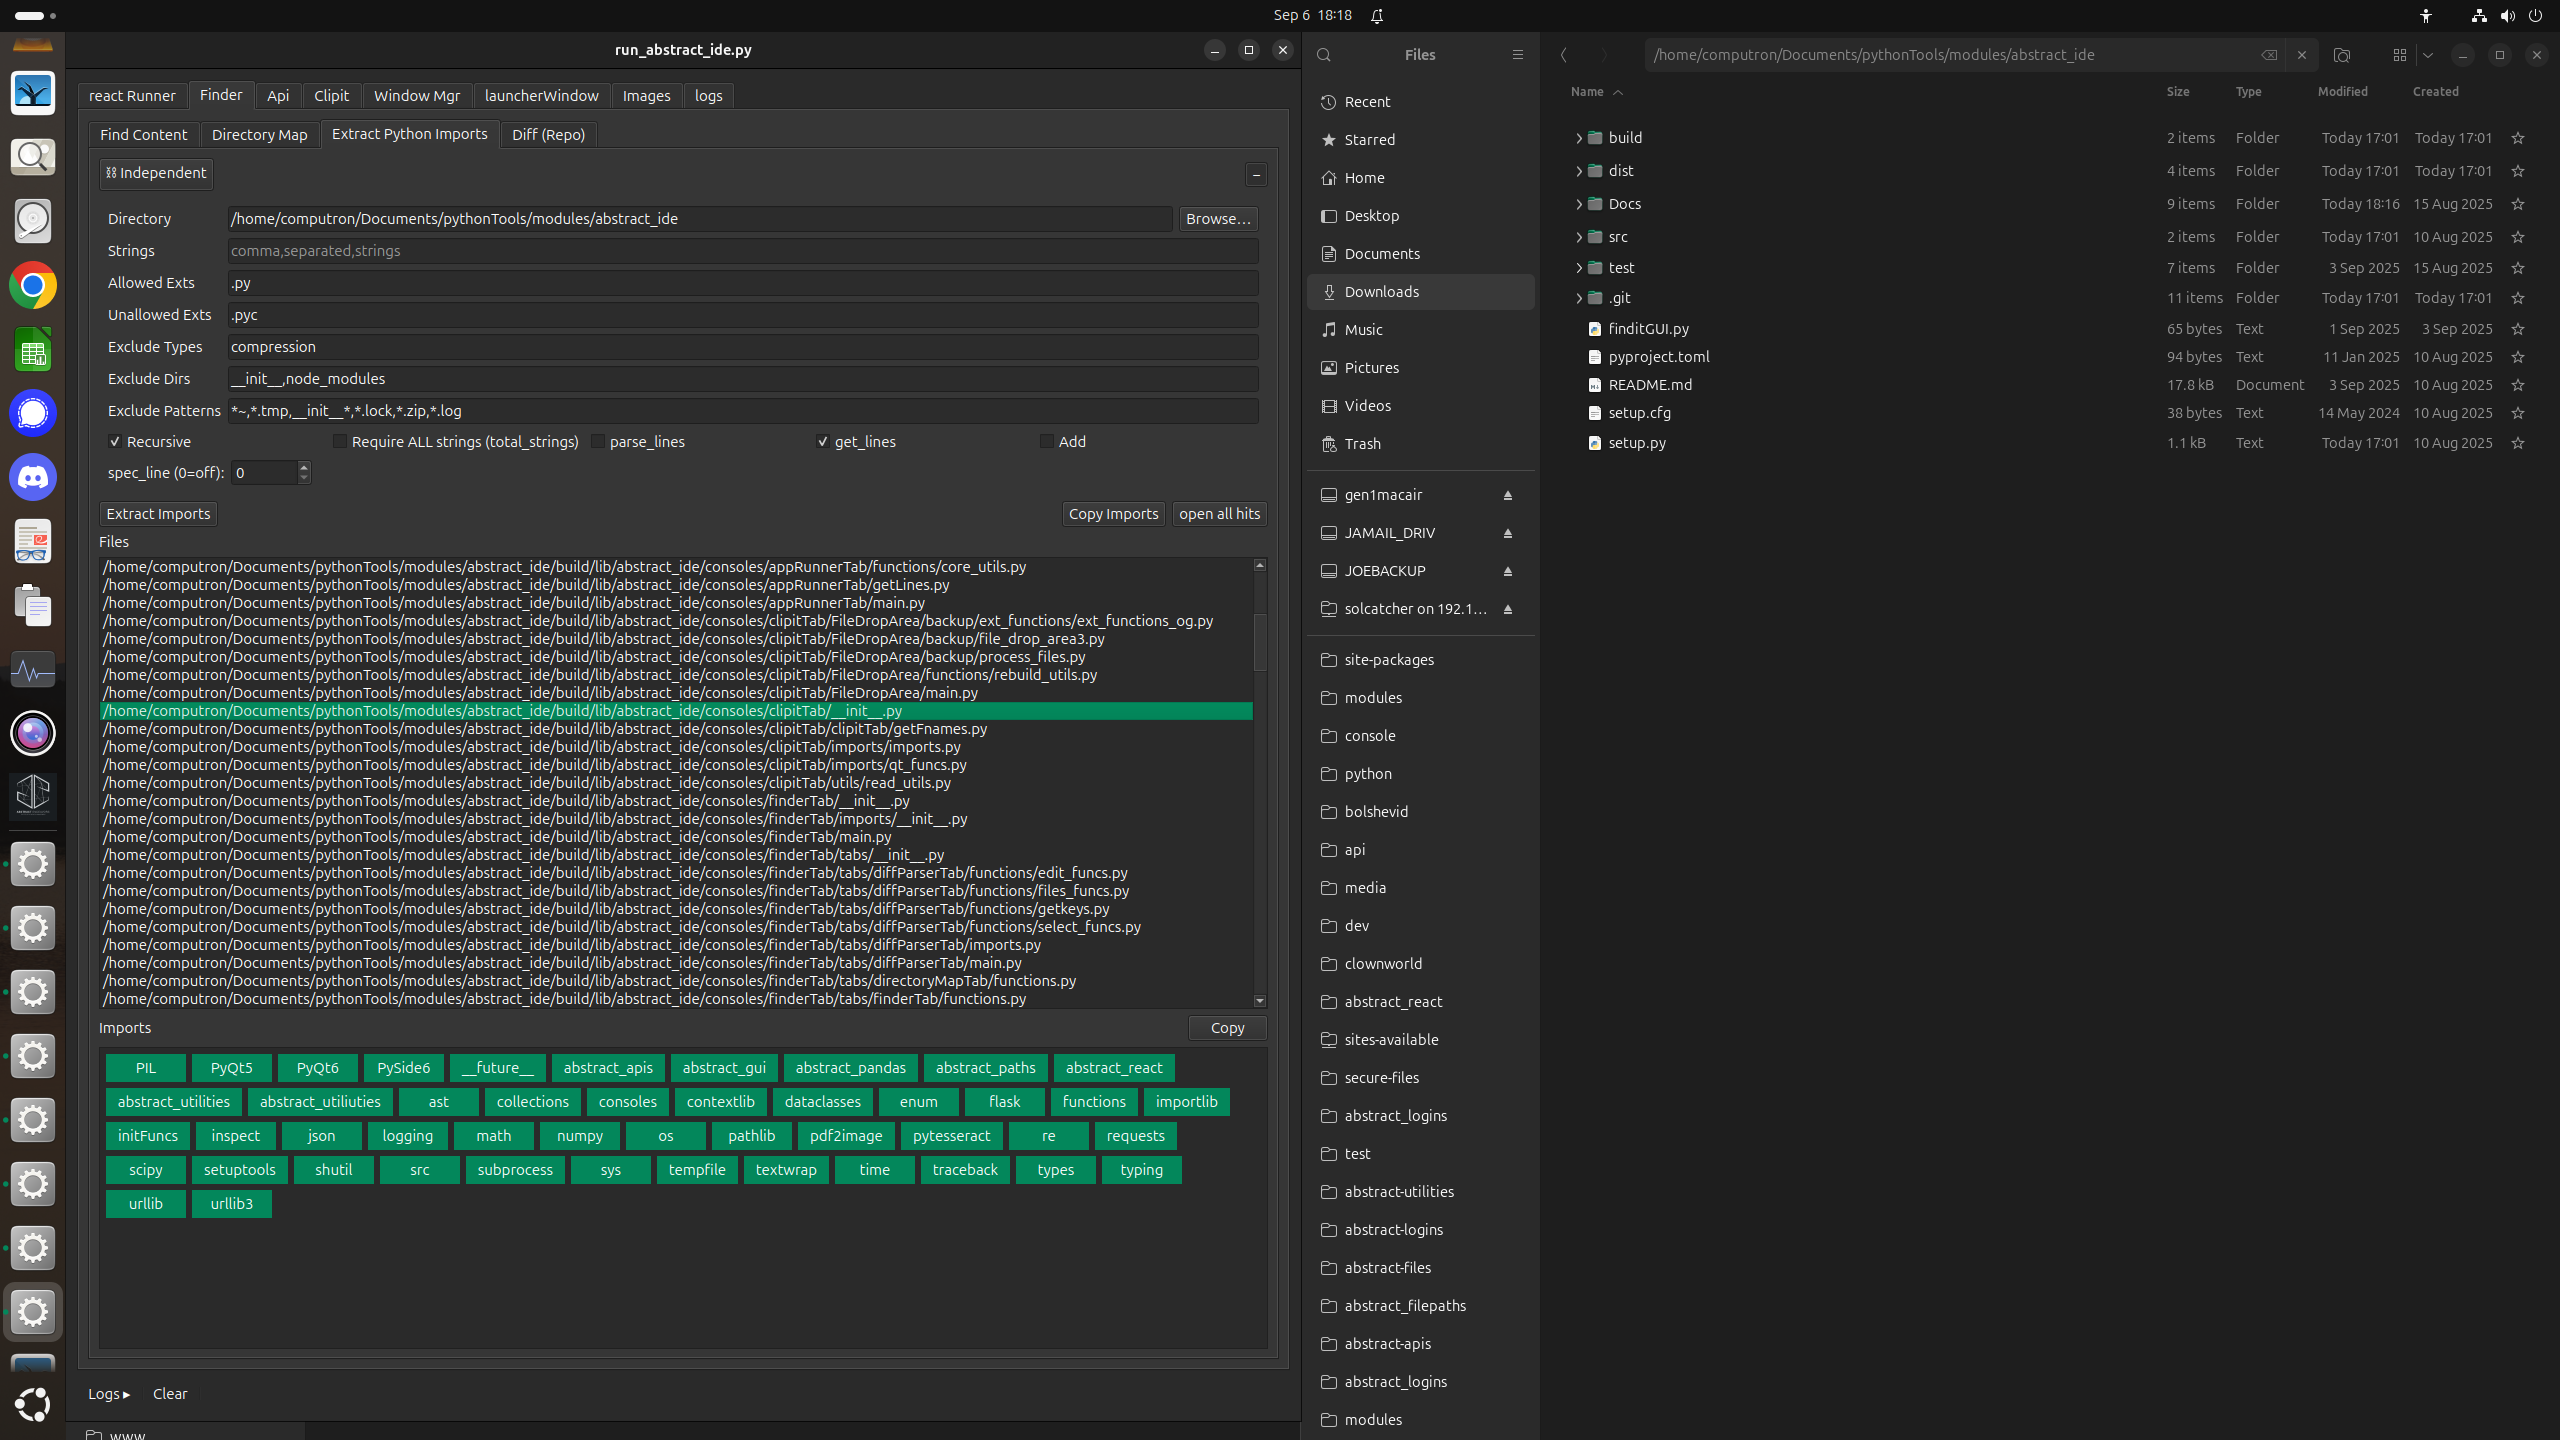 Sep 6 18:18
run_abstract_ide.py
react Runner
Finder
Api
Clipit
Window Mgr
launcherWindow
Images
logs
Find Content
Directory Map
Extract Python Imports
Diff (Repo)
Independent
–
Directory
/home/computron/Documents/pythonTools/modules/abstract_ide
Browse...
Strings
comma,separated,strings
Allowed Exts
.py
Unallowed Exts
.pyc
Exclude Types
compression
Exclude Dirs
__init__,node_modules
Exclude Patterns
*~,*.tmp,__init__*,*.lock,*.zip,*.log
Recursive
Require ALL strings (total_strings)
parse_lines
get_lines
Add
spec_line (0=off):
0
Extract Imports
Copy Imports
open all hits
Files
/home/computron/Documents/pythonTools/modules/abstract_ide/build/lib/abstract_ide/consoles/appRunnerTab/functions/core_utils.py
/home/computron/Documents/pythonTools/modules/abstract_ide/build/lib/abstract_ide/consoles/appRunnerTab/getLines.py
/home/computron/Documents/pythonTools/modules/abstract_ide/build/lib/abstract_ide/consoles/appRunnerTab/main.py
/home/computron/Documents/pythonTools/modules/abstract_ide/build/lib/abstract_ide/consoles/clipitTab/FileDropArea/backup/ext_functions/ext_functions_og.py
/home/computron/Documents/pythonTools/modules/abstract_ide/build/lib/abstract_ide/consoles/clipitTab/FileDropArea/backup/file_drop_area3.py
/home/computron/Documents/pythonTools/modules/abstract_ide/build/lib/abstract_ide/consoles/clipitTab/FileDropArea/backup/process_files.py
/home/computron/Documents/pythonTools/modules/abstract_ide/build/lib/abstract_ide/consoles/clipitTab/FileDropArea/functions/rebuild_utils.py
/home/computron/Documents/pythonTools/modules/abstract_ide/build/lib/abstract_ide/consoles/clipitTab/FileDropArea/main.py
/home/computron/Documents/pythonTools/modules/abstract_ide/build/lib/abstract_ide/consoles/clipitTab/__init__.py
/home/computron/Documents/pythonTools/modules/abstract_ide/build/lib/abstract_ide/consoles/clipitTab/clipitTab/getFnames.py
/home/computron/Documents/pythonTools/modules/abstract_ide/build/lib/abstract_ide/consoles/clipitTab/imports/imports.py
/home/computron/Documents/pythonTools/modules/abstract_ide/build/lib/abstract_ide/consoles/clipitTab/imports/qt_funcs.py
/home/computron/Documents/pythonTools/modules/abstract_ide/build/lib/abstract_ide/consoles/clipitTab/utils/read_utils.py
/home/computron/Documents/pythonTools/modules/abstract_ide/build/lib/abstract_ide/consoles/finderTab/__init__.py
/home/computron/Documents/pythonTools/modules/abstract_ide/build/lib/abstract_ide/consoles/finderTab/imports/__init__.py
/home/computron/Documents/pythonTools/modules/abstract_ide/build/lib/abstract_ide/consoles/finderTab/main.py
/home/computron/Documents/pythonTools/modules/abstract_ide/build/lib/abstract_ide/consoles/finderTab/tabs/__init__.py
/home/computron/Documents/pythonTools/modules/abstract_ide/build/lib/abstract_ide/consoles/finderTab/tabs/diffParserTab/functions/edit_funcs.py
/home/computron/Documents/pythonTools/modules/abstract_ide/build/lib/abstract_ide/consoles/finderTab/tabs/diffParserTab/functions/files_funcs.py
/home/computron/Documents/pythonTools/modules/abstract_ide/build/lib/abstract_ide/consoles/finderTab/tabs/diffParserTab/functions/getkeys.py
/home/computron/Documents/pythonTools/modules/abstract_ide/build/lib/abstract_ide/consoles/finderTab/tabs/diffParserTab/functions/select_funcs.py
/home/computron/Documents/pythonTools/modules/abstract_ide/build/lib/abstract_ide/consoles/finderTab/tabs/diffParserTab/imports.py
/home/computron/Documents/pythonTools/modules/abstract_ide/build/lib/abstract_ide/consoles/finderTab/tabs/diffParserTab/main.py
/home/computron/Documents/pythonTools/modules/abstract_ide/build/lib/abstract_ide/consoles/finderTab/tabs/directoryMapTab/functions.py
/home/computron/Documents/pythonTools/modules/abstract_ide/build/lib/abstract_ide/consoles/finderTab/tabs/finderTab/functions.py
Imports
Copy
PIL PyQt5 PyQt6 PySide6 __future__ abstract_apis abstract_gui abstract_pandas abstract_paths abstract_react
abstract_utilities abstract_utiliuties ast collections consoles contextlib dataclasses enum flask functions importlib
initFuncs inspect json logging math numpy os pathlib pdf2image pytesseract re requests
scipy setuptools shutil src subprocess sys tempfile textwrap time traceback types typing
urllib urllib3
Logs ▸
Clear
www
Files
Recent
Starred
Home
Desktop
Documents
Downloads
Music
Pictures
Videos
Trash
gen1macair
JAMAIL_DRIV
JOEBACKUP
solcatcher on 192.1…
site-packages
modules
console
python
bolshevid
api
media
dev
clownworld
abstract_react
sites-available
secure-files
abstract_logins
test
abstract-utilities
abstract-logins
abstract-files
abstract_filepaths
abstract-apis
abstract_logins
modules
/home/computron/Documents/pythonTools/modules/abstract_ide
Name Size Type Modified Created
build 2 items Folder Today 17:01 Today 17:01
dist 4 items Folder Today 17:01 Today 17:01
Docs 9 items Folder Today 18:16 15 Aug 2025
src 2 items Folder Today 17:01 10 Aug 2025
test 7 items Folder 3 Sep 2025 15 Aug 2025
.git 11 items Folder Today 17:01 Today 17:01
finditGUI.py 65 bytes Text 1 Sep 2025 3 Sep 2025
pyproject.toml 94 bytes Text 11 Jan 2025 10 Aug 2025
README.md 17.8 kB Document 3 Sep 2025 10 Aug 2025
setup.cfg 38 bytes Text 14 May 2024 10 Aug 2025
setup.py 1.1 kB Text Today 17:01 10 Aug 2025